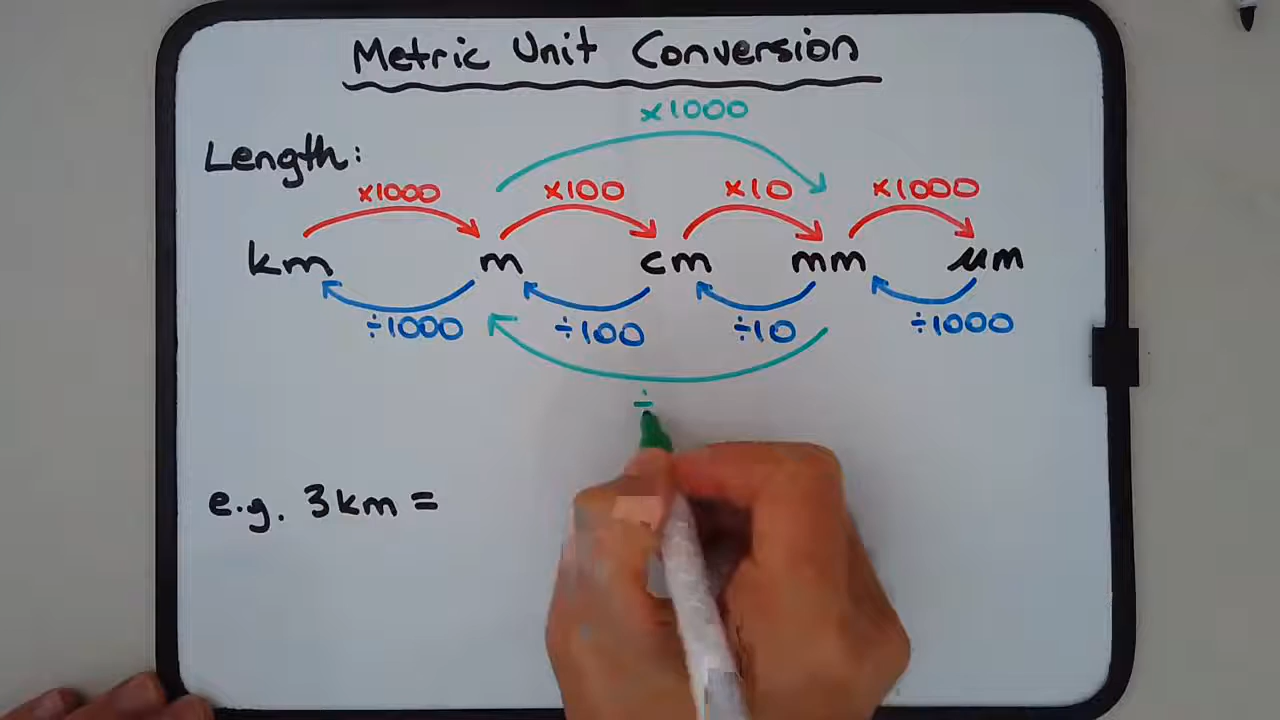 Metric Unit Conversion
×1000
Length:
×1000 ×100 ×10 ×1000
km m cm mm μm
÷1000 ÷100 ÷10 ÷1000
÷
e.g. 3km =